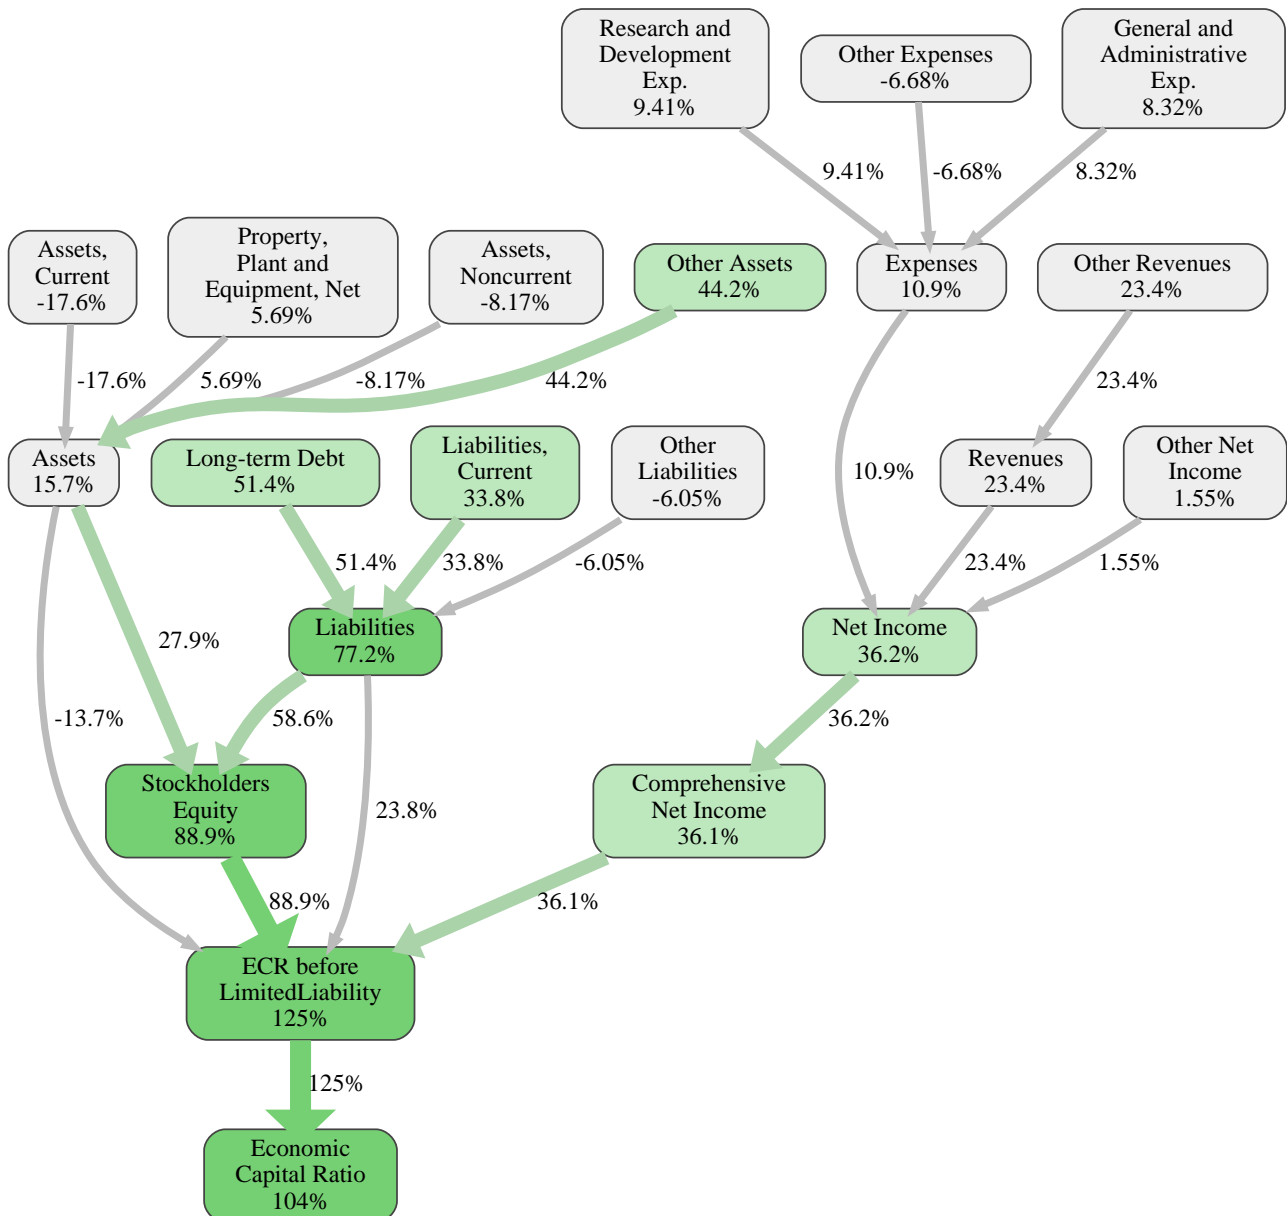 Research and
Development
Exp.
9.41%
Other Expenses
-6.68%
General and
Administrative
Exp.
8.32%
9.41%
-6.68%
8.32%
Assets,
Current
-17.6%
Property,
Plant and
Equipment, Net
5.69%
Assets,
Noncurrent
-8.17%
Other Assets
44.2%
Expenses
10.9%
Other Revenues
23.4%
-17.6%
5.69%
-8.17%
44.2%
23.4%
Assets
15.7%
Long-term Debt
51.4%
Liabilities,
Current
33.8%
Other
Liabilities
-6.05%
10.9%
Revenues
23.4%
Other Net
Income
1.55%
51.4%
33.8%
-6.05%
23.4%
1.55%
27.9%
Liabilities
77.2%
Net Income
36.2%
-13.7%
58.6%
36.2%
Stockholders
Equity
88.9%
23.8%
Comprehensive
Net Income
36.1%
88.9%
36.1%
ECR before
LimitedLiability
125%
125%
Economic
Capital Ratio
104%